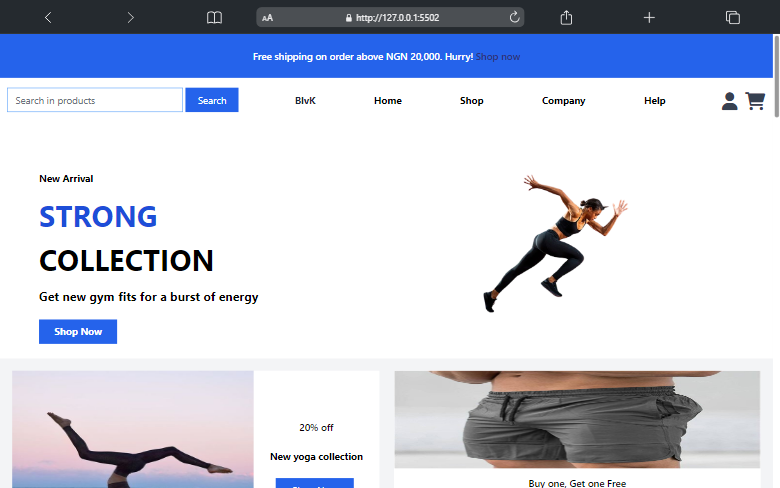 AA http://127.0.0.1:5502
Free shipping on order above NGN 20,000. Hurry! Shop now
Search in products Search BlvK Home Shop Company Help
New Arrival
STRONG
COLLECTION
Get new gym fits for a burst of energy
Shop Now
20% off
New yoga collection
Buy one, Get one Free